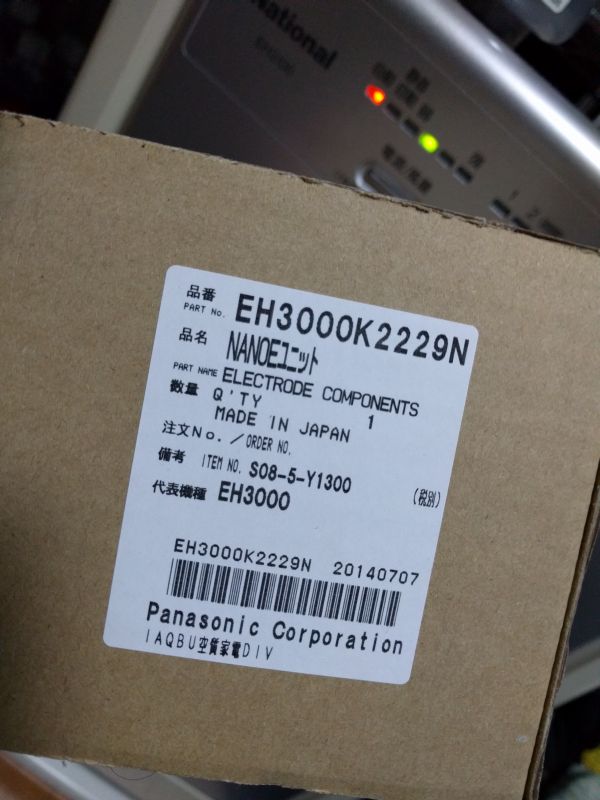 National
品番
PART No. EH3000K2229N
品名 NANOEユニット
PART NAME ELECTRODE COMPONENTS
数量 Q'TY 1
MADE IN JAPAN
注文No./ORDER NO.
備考 ITEM NO. S08-5-Y1300 (税別)
代表機種 EH3000
EH3000K2229N 20140707
Panasonic Corporation
IAQBU空質家電DIV
1 2